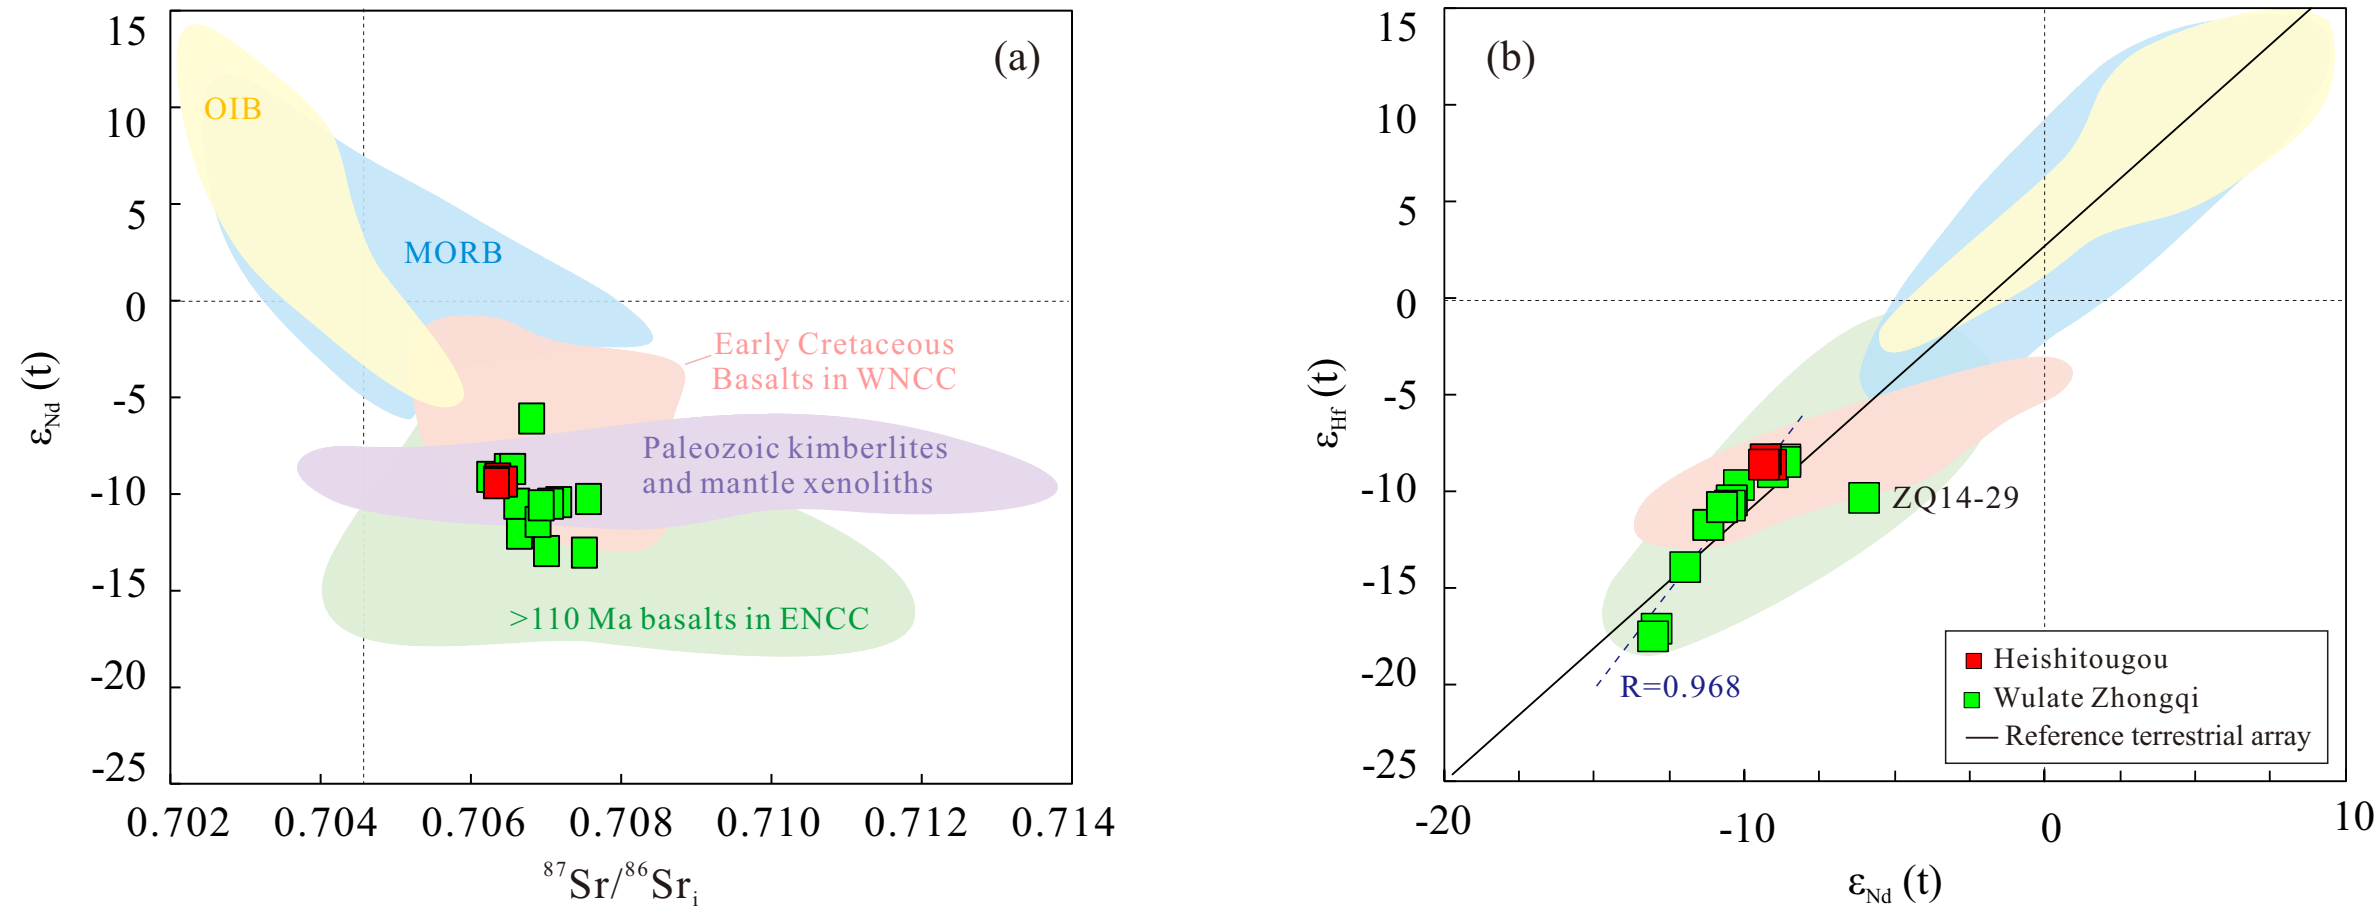 (a)
15
10
5
0
-5
-10
-15
-20
-25
εNd (t)
OIB
MORB
Early Cretaceous
Basalts in WNCC
Paleozoic kimberlites
and mantle xenoliths
>110 Ma basalts in ENCC
0.702 0.704 0.706 0.708 0.710 0.712 0.714
87Sr/86Sri
(b)
15
10
5
0
-5
-10
-15
-20
-25
εHf (t)
ZQ14-29
R=0.968
Heishitougou
Wulate Zhongqi
Reference terrestrial array
-20 -10 0 10
εNd (t)